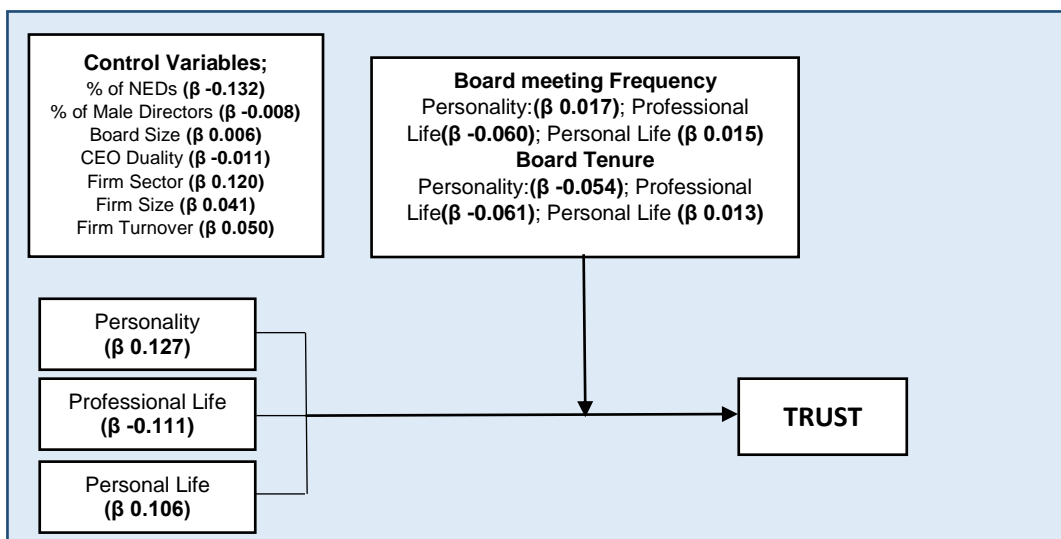 Control Variables;
% of NEDs (β -0.132)
% of Male Directors (β -0.008)
Board Size (β 0.006)
CEO Duality (β -0.011)
Firm Sector (β 0.120)
Firm Size (β 0.041)
Firm Turnover (β 0.050)
Board meeting Frequency
Personality:(β 0.017); Professional
Life(β -0.060); Personal Life (β 0.015)
Board Tenure
Personality:(β -0.054); Professional
Life(β -0.061); Personal Life (β 0.013)
Personality
(β 0.127)
Professional Life
(β -0.111)
Personal Life
(β 0.106)
TRUST